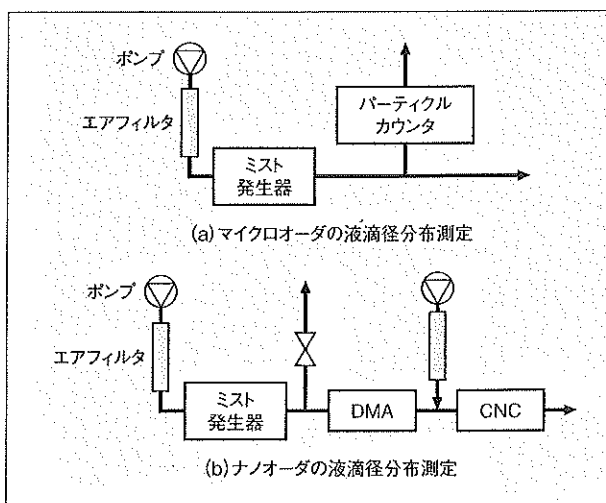 ポンプ
エアフィルタ
ミスト
発生器
パーティクル
カウンタ
(a)マイクロオーダの液滴径分布測定
ポンプ
エアフィルタ
ミスト
発生器
DMA
CNC
(b)ナノオーダの液滴径分布測定